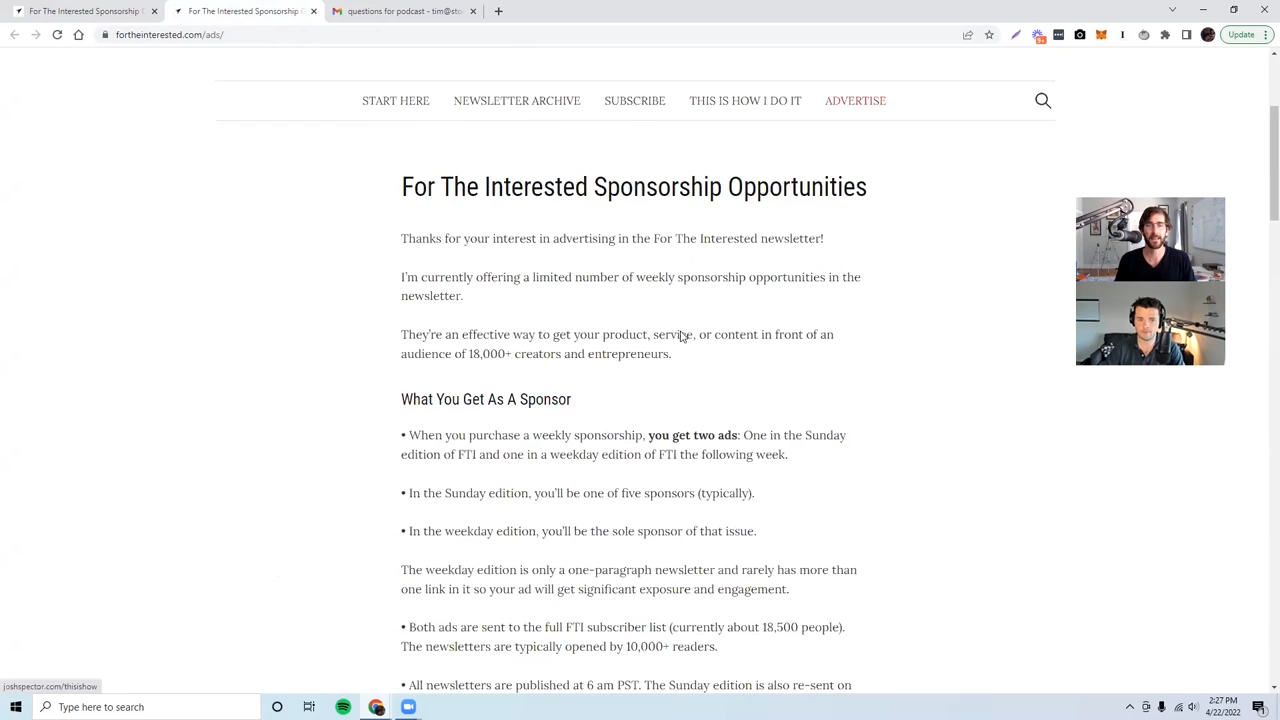 For The Interested Sponsorship C
For The Interested Sponsorship C
questions for podcast - tim@sto
fortheinterested.com/ads/
9+
Update
START HERE
NEWSLETTER ARCHIVE
SUBSCRIBE
THIS IS HOW I DO IT
ADVERTISE
For The Interested Sponsorship Opportunities
Thanks for your interest in advertising in the For The Interested newsletter!
I'm currently offering a limited number of weekly sponsorship opportunities in the
newsletter.
They're an effective way to get your product, service, or content in front of an
audience of 18,000+ creators and entrepreneurs.
What You Get As A Sponsor
• When you purchase a weekly sponsorship, you get two ads: One in the Sunday
edition of FTI and one in a weekday edition of FTI the following week.
• In the Sunday edition, you'll be one of five sponsors (typically).
• In the weekday edition, you'll be the sole sponsor of that issue.
The weekday edition is only a one-paragraph newsletter and rarely has more than
one link in it so your ad will get significant exposure and engagement.
• Both ads are sent to the full FTI subscriber list (currently about 18,500 people).
The newsletters are typically opened by 10,000+ readers.
• All newsletters are published at 6 am PST. The Sunday edition is also re-sent on
joshspector.com/thisishow
Type here to search
2:27 PM
4/22/2022